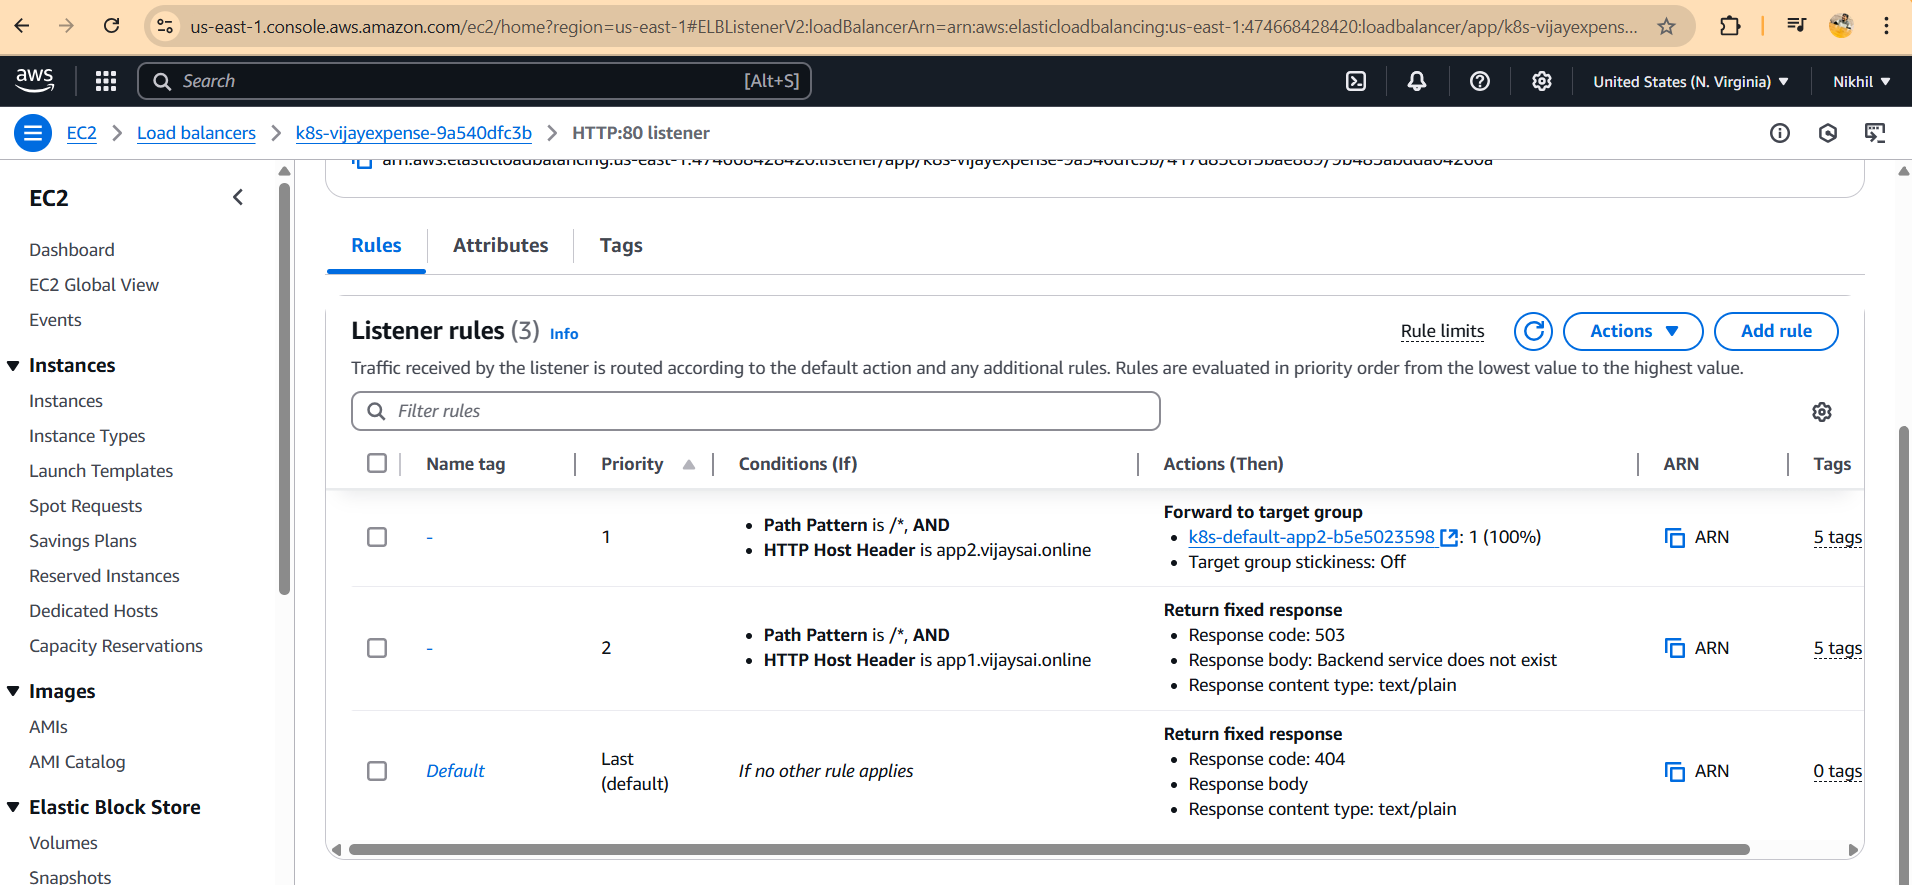 us-east-1.console.aws.amazon.com/ec2/home?region=us-east-1#ELBListenerV2:loadBalancerArn=arn:aws:elasticloadbalancing:us-east-1:474668428420:loadbalancer/app/k8s-vijayexpens...
aws
Search [Alt+S]
United States (N. Virginia)
Nikhil
EC2 > Load balancers > k8s-vijayexpense-9a540dfc3b > HTTP:80 listener
EC2
Dashboard
EC2 Global View
Events
Instances
Instances
Instance Types
Launch Templates
Spot Requests
Savings Plans
Reserved Instances
Dedicated Hosts
Capacity Reservations
Images
AMIs
AMI Catalog
Elastic Block Store
Volumes
Snapshots
Rules
Attributes
Tags
Listener rules (3) Info
Rule limits
Actions
Add rule
Traffic received by the listener is routed according to the default action and any additional rules. Rules are evaluated in priority order from the lowest value to the highest value.
Filter rules
Name tag Priority Conditions (If) Actions (Then) ARN Tags
- 1
• Path Pattern is /*, AND
• HTTP Host Header is app2.vijaysai.online
Forward to target group
• k8s-default-app2-b5e5023598 : 1 (100%)
• Target group stickiness: Off
ARN
5 tags
- 2
• Path Pattern is /*, AND
• HTTP Host Header is app1.vijaysai.online
Return fixed response
• Response code: 503
• Response body: Backend service does not exist
• Response content type: text/plain
ARN
5 tags
Default
Last
(default)
If no other rule applies
Return fixed response
• Response code: 404
• Response body
• Response content type: text/plain
ARN
0 tags